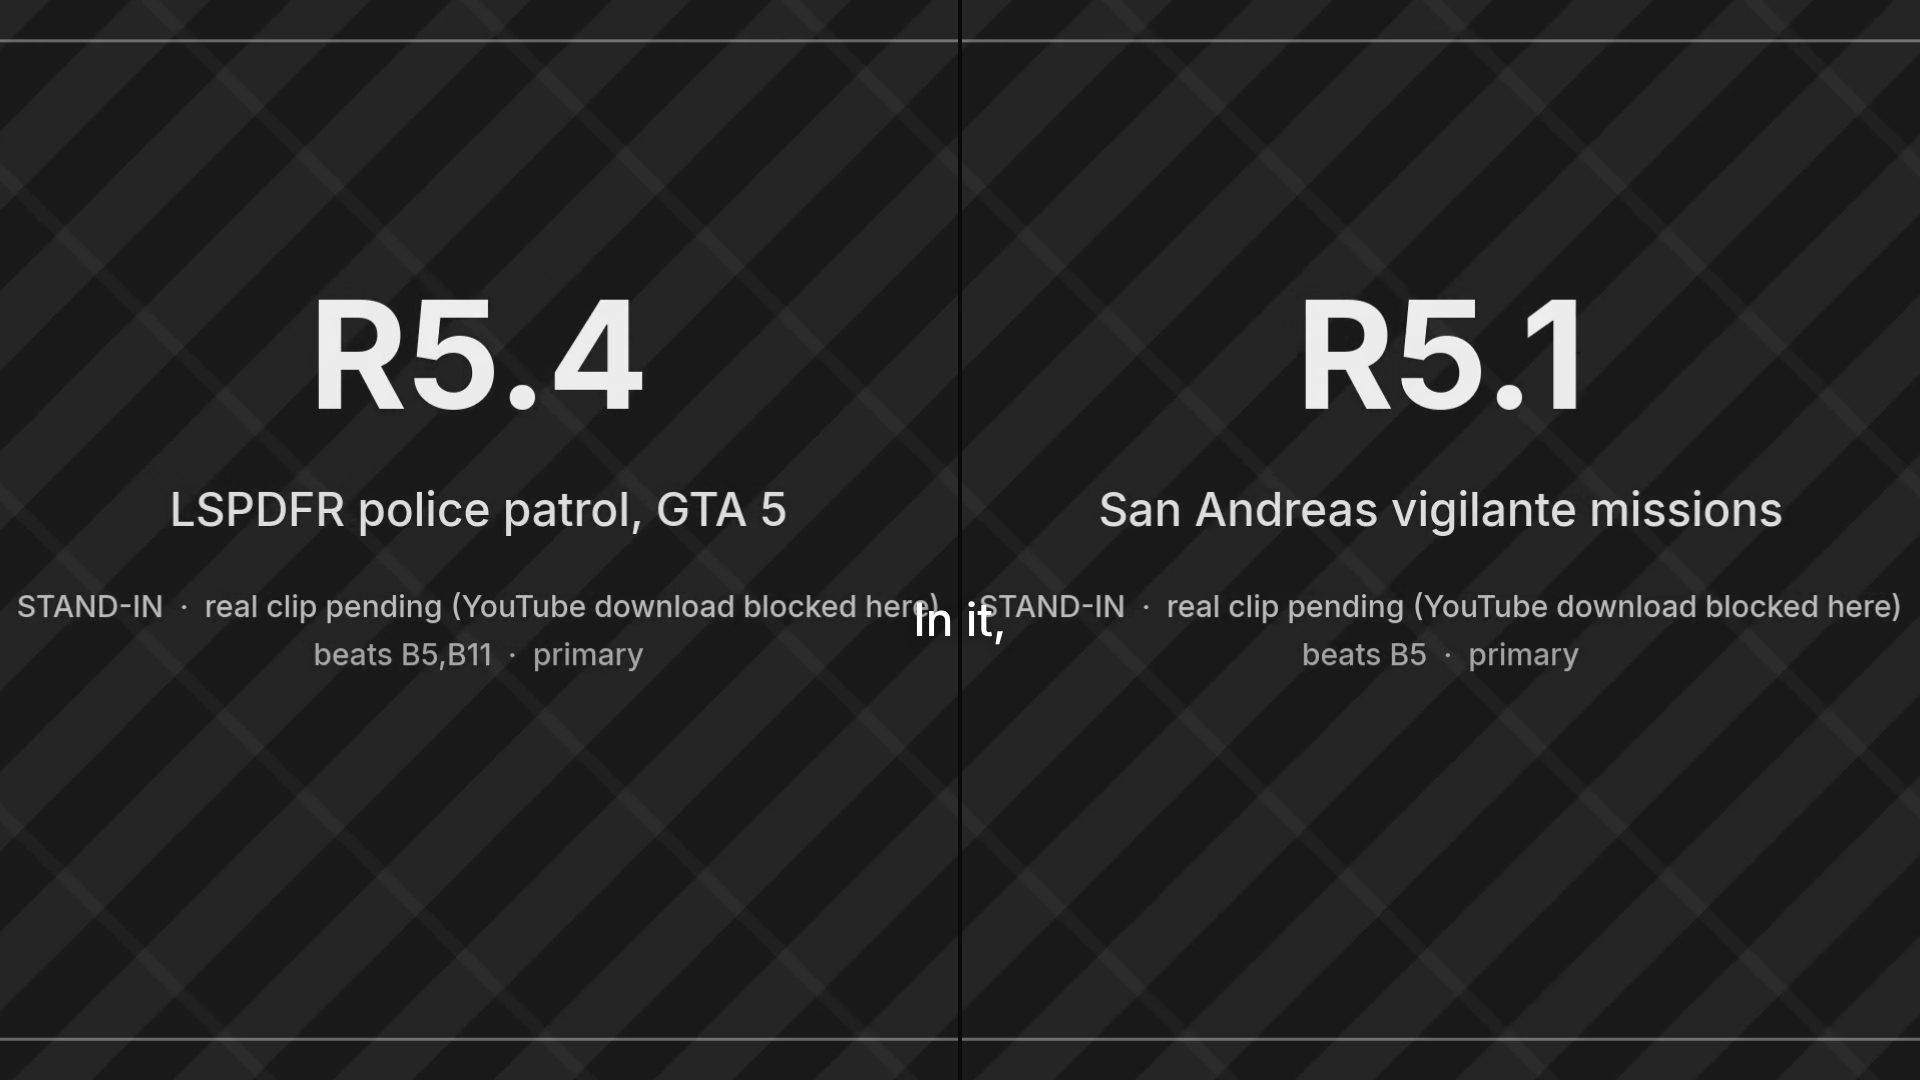 R5.4
LSPDFR police patrol, GTA 5
STAND-IN · real clip pending (YouTube download blocked here)
beats B5,B11 · primary
In it,
R5.1
San Andreas vigilante missions
STAND-IN · real clip pending (YouTube download blocked here)
beats B5 · primary